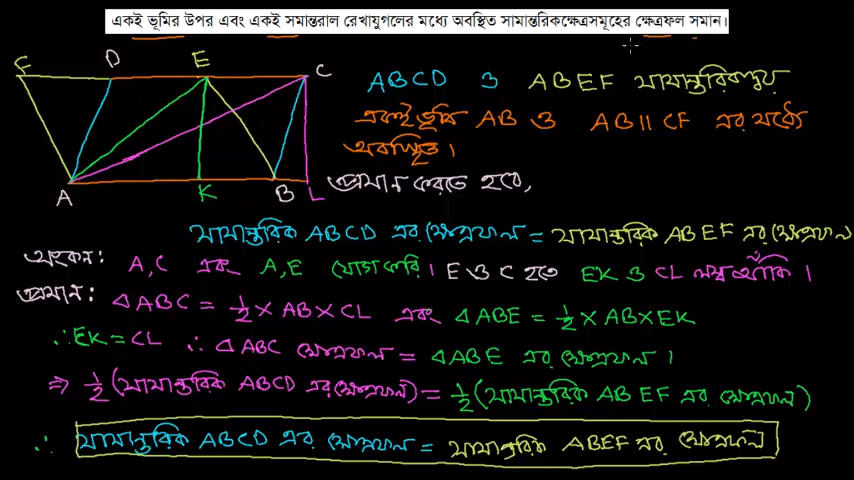 একই ভূমির উপর এবং একই সমান্তরাল রেখাযুগলের মধ্যে অবস্থিত সামান্তরিকক্ষেত্রসমূহের ক্ষেত্রফল সমান।
F D E C
A K B L
ABCD ও ABEF সামান্তরিকদ্বয়
একই ভূমি AB ও AB || CF এর মধ্যে
অবস্থিত।
প্রমান করতে হবে,
সামান্তরিক ABCD এর ক্ষেত্রফল = সামান্তরিক ABEF এর ক্ষেত্রফল
অংকন: A,C এবং A,E যোগ করি। E ও C হতে EK ও CL লম্ব আঁকি।
প্রমান: △ABC = ½ × AB × CL এবং △ABE = ½ × AB × EK
∴ EK = CL ∴ △ABC ক্ষেত্রফল = △ABE এর ক্ষেত্রফল।
⇒ ½ (সামান্তরিক ABCD এর ক্ষেত্রফল) = ½ (সামান্তরিক ABEF এর ক্ষেত্রফল)
∴ সামান্তরিক ABCD এর ক্ষেত্রফল = সামান্তরিক ABEF এর ক্ষেত্রফল